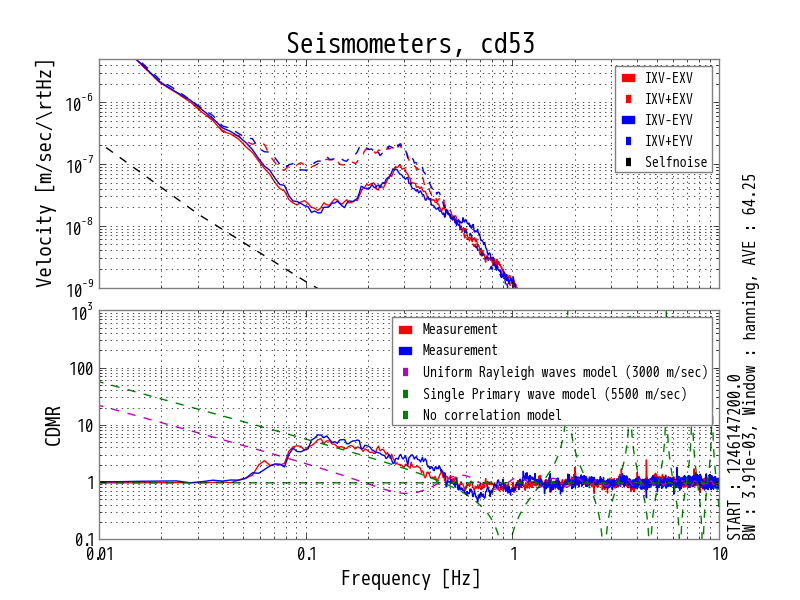 Seismometers, cd53
Velocity [m/sec/\rtHz]
10^-6
10^-7
10^-8
10^-9
IXV-EXV
IXV+EXV
IXV-EYV
IXV+EYV
Selfnoise
CDMR
10^3
100
10
1
0.1
Measurement
Measurement
Uniform Rayleigh waves model (3000 m/sec)
Single Primary wave model (5500 m/sec)
No correlation model
0.01
0.1
1
10
Frequency [Hz]
START : 1246147200.0
BW : 3.91e-03, Window : hanning, AVE : 64.25